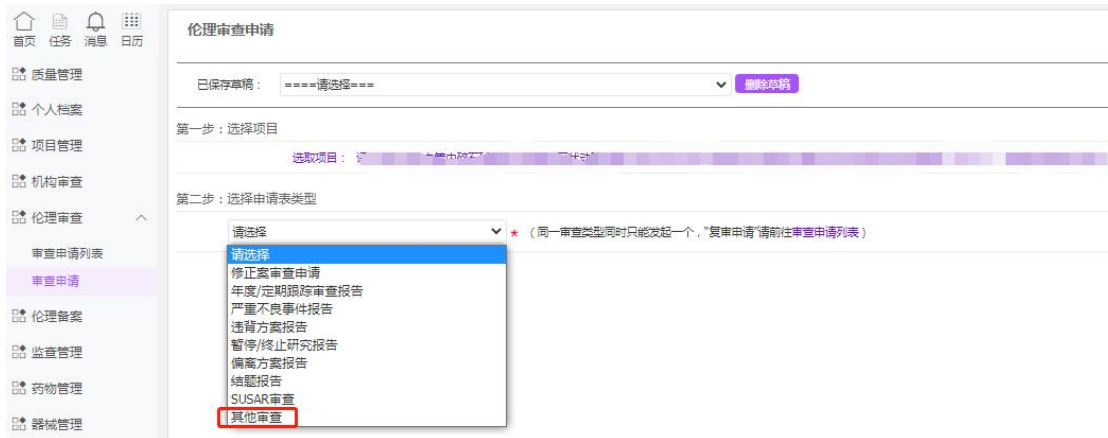 首页 任务 消息 日历
质量管理
个人档案
项目管理
机构审查
伦理审查
审查申请列表
审查申请
伦理备案
监查管理
药物管理
器械管理
伦理审查申请
已保存草稿： ====请选择=== 删除草稿
第一步：选择项目
选取项目：
第二步：选择申请表类型
请选择 * （同一审查类型同时只能发起一个，“复审申请”请前往审查申请列表）
请选择
修正案审查申请
年度/定期跟踪审查报告
严重不良事件报告
违背方案报告
暂停/终止研究报告
偏离方案报告
结题报告
SUSAR审查
其他审查